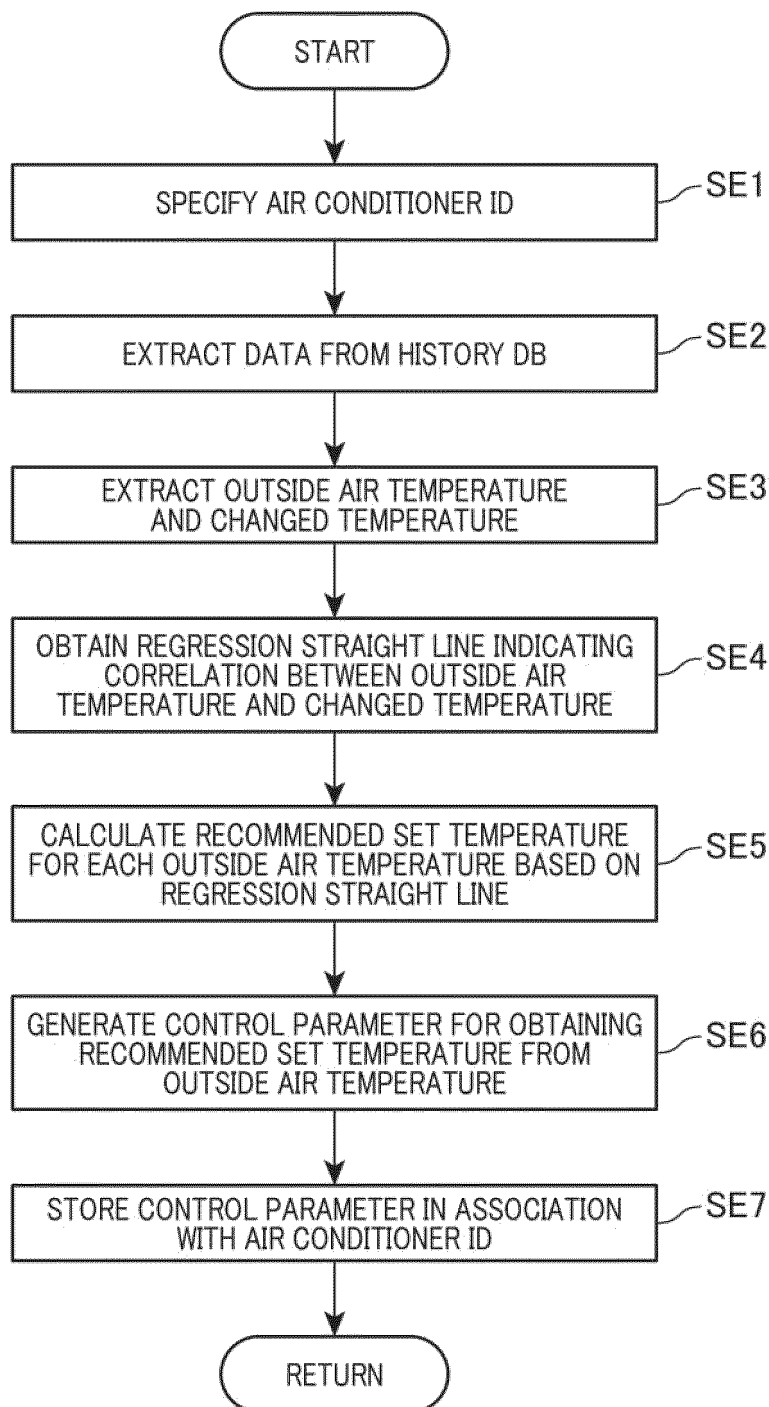 START
SPECIFY AIR CONDITIONER ID
SE1
EXTRACT DATA FROM HISTORY DB
SE2
EXTRACT OUTSIDE AIR TEMPERATURE
AND CHANGED TEMPERATURE
SE3
OBTAIN REGRESSION STRAIGHT LINE INDICATING
CORRELATION BETWEEN OUTSIDE AIR
TEMPERATURE AND CHANGED TEMPERATURE
SE4
CALCULATE RECOMMENDED SET TEMPERATURE
FOR EACH OUTSIDE AIR TEMPERATURE BASED ON
REGRESSION STRAIGHT LINE
SE5
GENERATE CONTROL PARAMETER FOR OBTAINING
RECOMMENDED SET TEMPERATURE FROM
OUTSIDE AIR TEMPERATURE
SE6
STORE CONTROL PARAMETER IN ASSOCIATION
WITH AIR CONDITIONER ID
SE7
RETURN